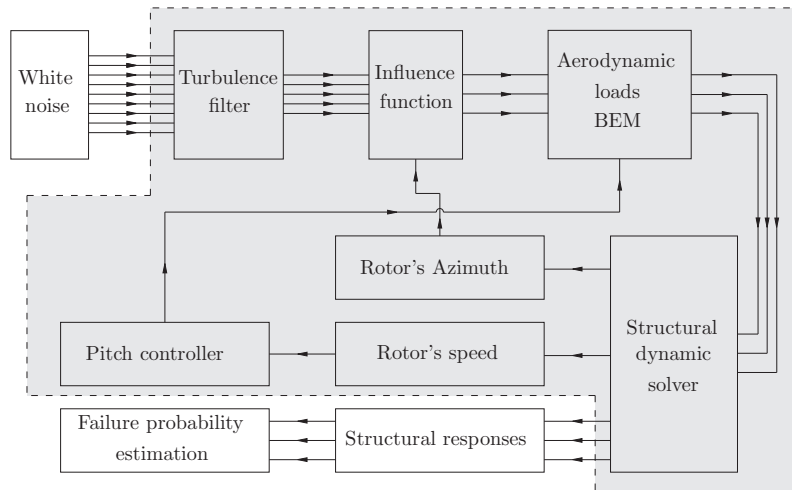 White
noise
Turbulence
filter
Influence
function
Aerodynamic
loads
BEM
Rotor's Azimuth
Pitch controller
Rotor's speed
Structural
dynamic
solver
Failure probability
estimation
Structural responses